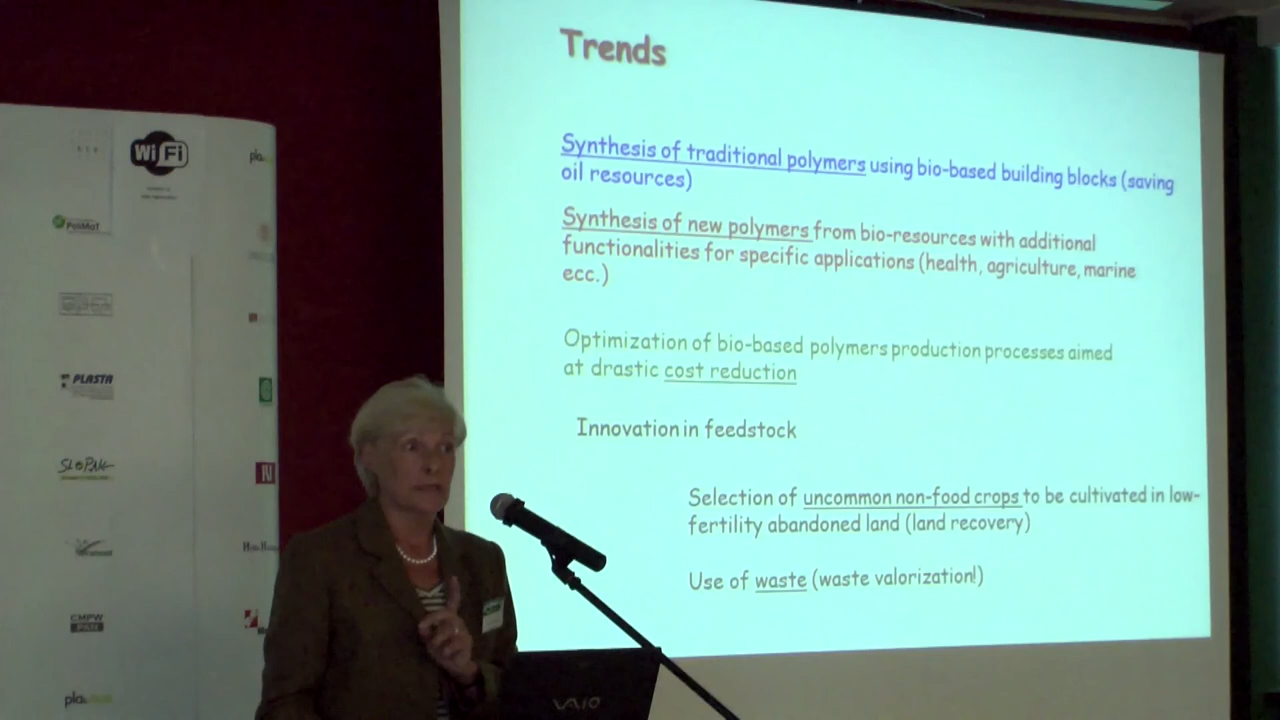 Trends
Synthesis of traditional polymers using bio-based building blocks (saving
oil resources)
Synthesis of new polymers from bio-resources with additional
functionalities for specific applications (health, agriculture, marine
ecc.)
Optimization of bio-based polymers production processes aimed
at drastic cost reduction
Innovation in feedstock
Selection of uncommon non-food crops to be cultivated in low-
fertility abandoned land (land recovery)
Use of waste (waste valorization!)
Wi Fi
PolMaT
PLASTA
CMPW
PAN
VAIO